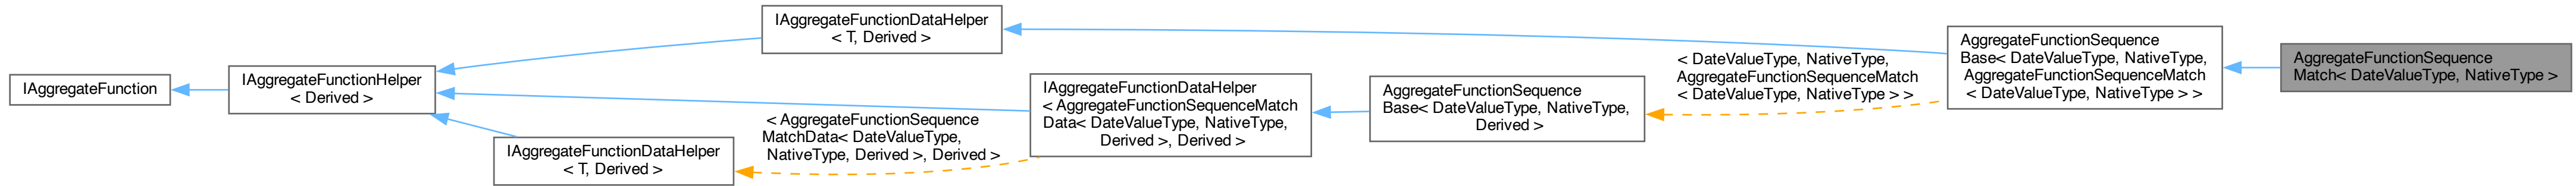 IAggregateFunction
IAggregateFunctionHelper
< Derived >
IAggregateFunctionDataHelper
< T, Derived >
IAggregateFunctionDataHelper
< T, Derived >
< AggregateFunctionSequence
MatchData< DateValueType,
NativeType, Derived >, Derived >
IAggregateFunctionDataHelper
< AggregateFunctionSequenceMatch
Data< DateValueType, NativeType,
Derived >, Derived >
AggregateFunctionSequence
Base< DateValueType, NativeType,
Derived >
< DateValueType, NativeType,
AggregateFunctionSequenceMatch
< DateValueType, NativeType > >
AggregateFunctionSequence
Base< DateValueType, NativeType,
AggregateFunctionSequenceMatch
< DateValueType, NativeType > >
AggregateFunctionSequence
Match< DateValueType, NativeType >